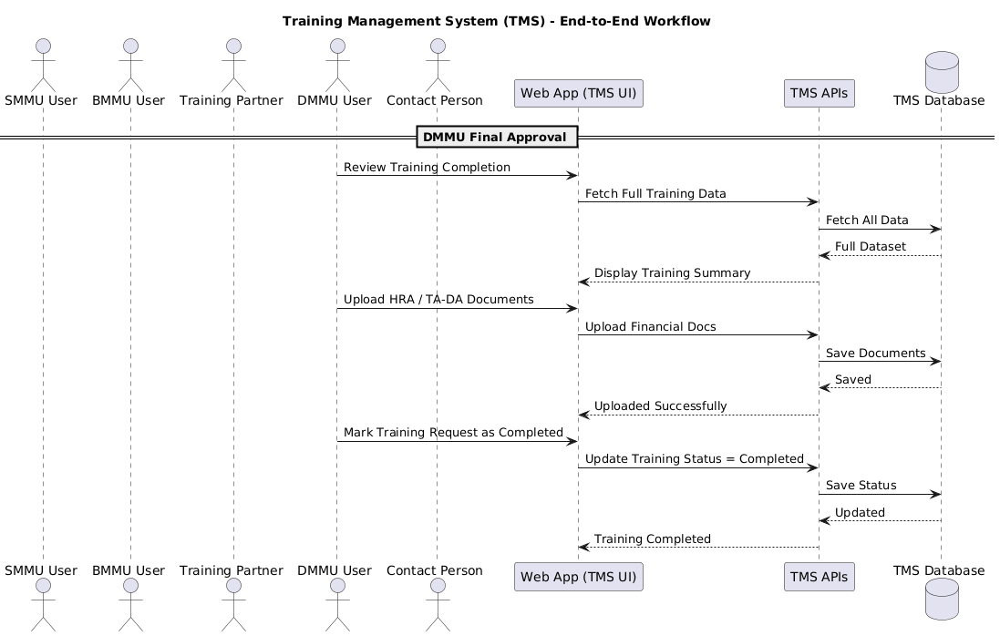 Training Management System (TMS) - End-to-End Workflow
SMMU User
BMMU User
Training Partner
DMMU User
Contact Person
Web App (TMS UI)
TMS APIs
TMS Database
DMMU Final Approval
Review Training Completion
Fetch Full Training Data
Fetch All Data
Full Dataset
Display Training Summary
Upload HRA / TA-DA Documents
Upload Financial Docs
Save Documents
Saved
Uploaded Successfully
Mark Training Request as Completed
Update Training Status = Completed
Save Status
Updated
Training Completed
SMMU User
BMMU User
Training Partner
DMMU User
Contact Person
Web App (TMS UI)
TMS APIs
TMS Database